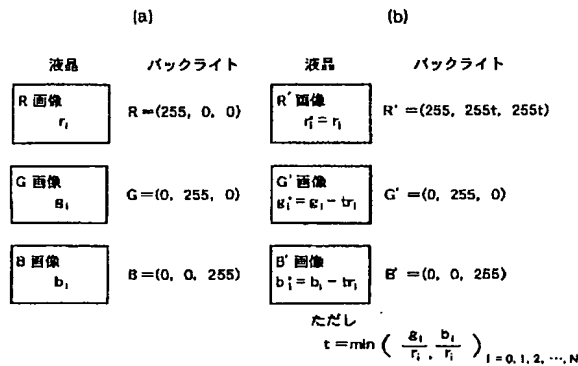 (a) (b)
液晶 バックライト 液晶 バックライト
R 画像
rᵢ
R=(255, 0, 0)
R′ 画像
rᵢ′= rᵢ
R′ =(255, 255t, 255t)
G 画像
gᵢ
G=(0, 255, 0)
G′ 画像
gᵢ′= gᵢ − trᵢ
G′ =(0, 255, 0)
B 画像
bᵢ
B=(0, 0, 255)
B′ 画像
bᵢ′= bᵢ − trᵢ
B′ =(0, 0, 255)
ただし
t=min ( gᵢ/rᵢ , bᵢ/rᵢ ) i = 0, 1, 2, …, N